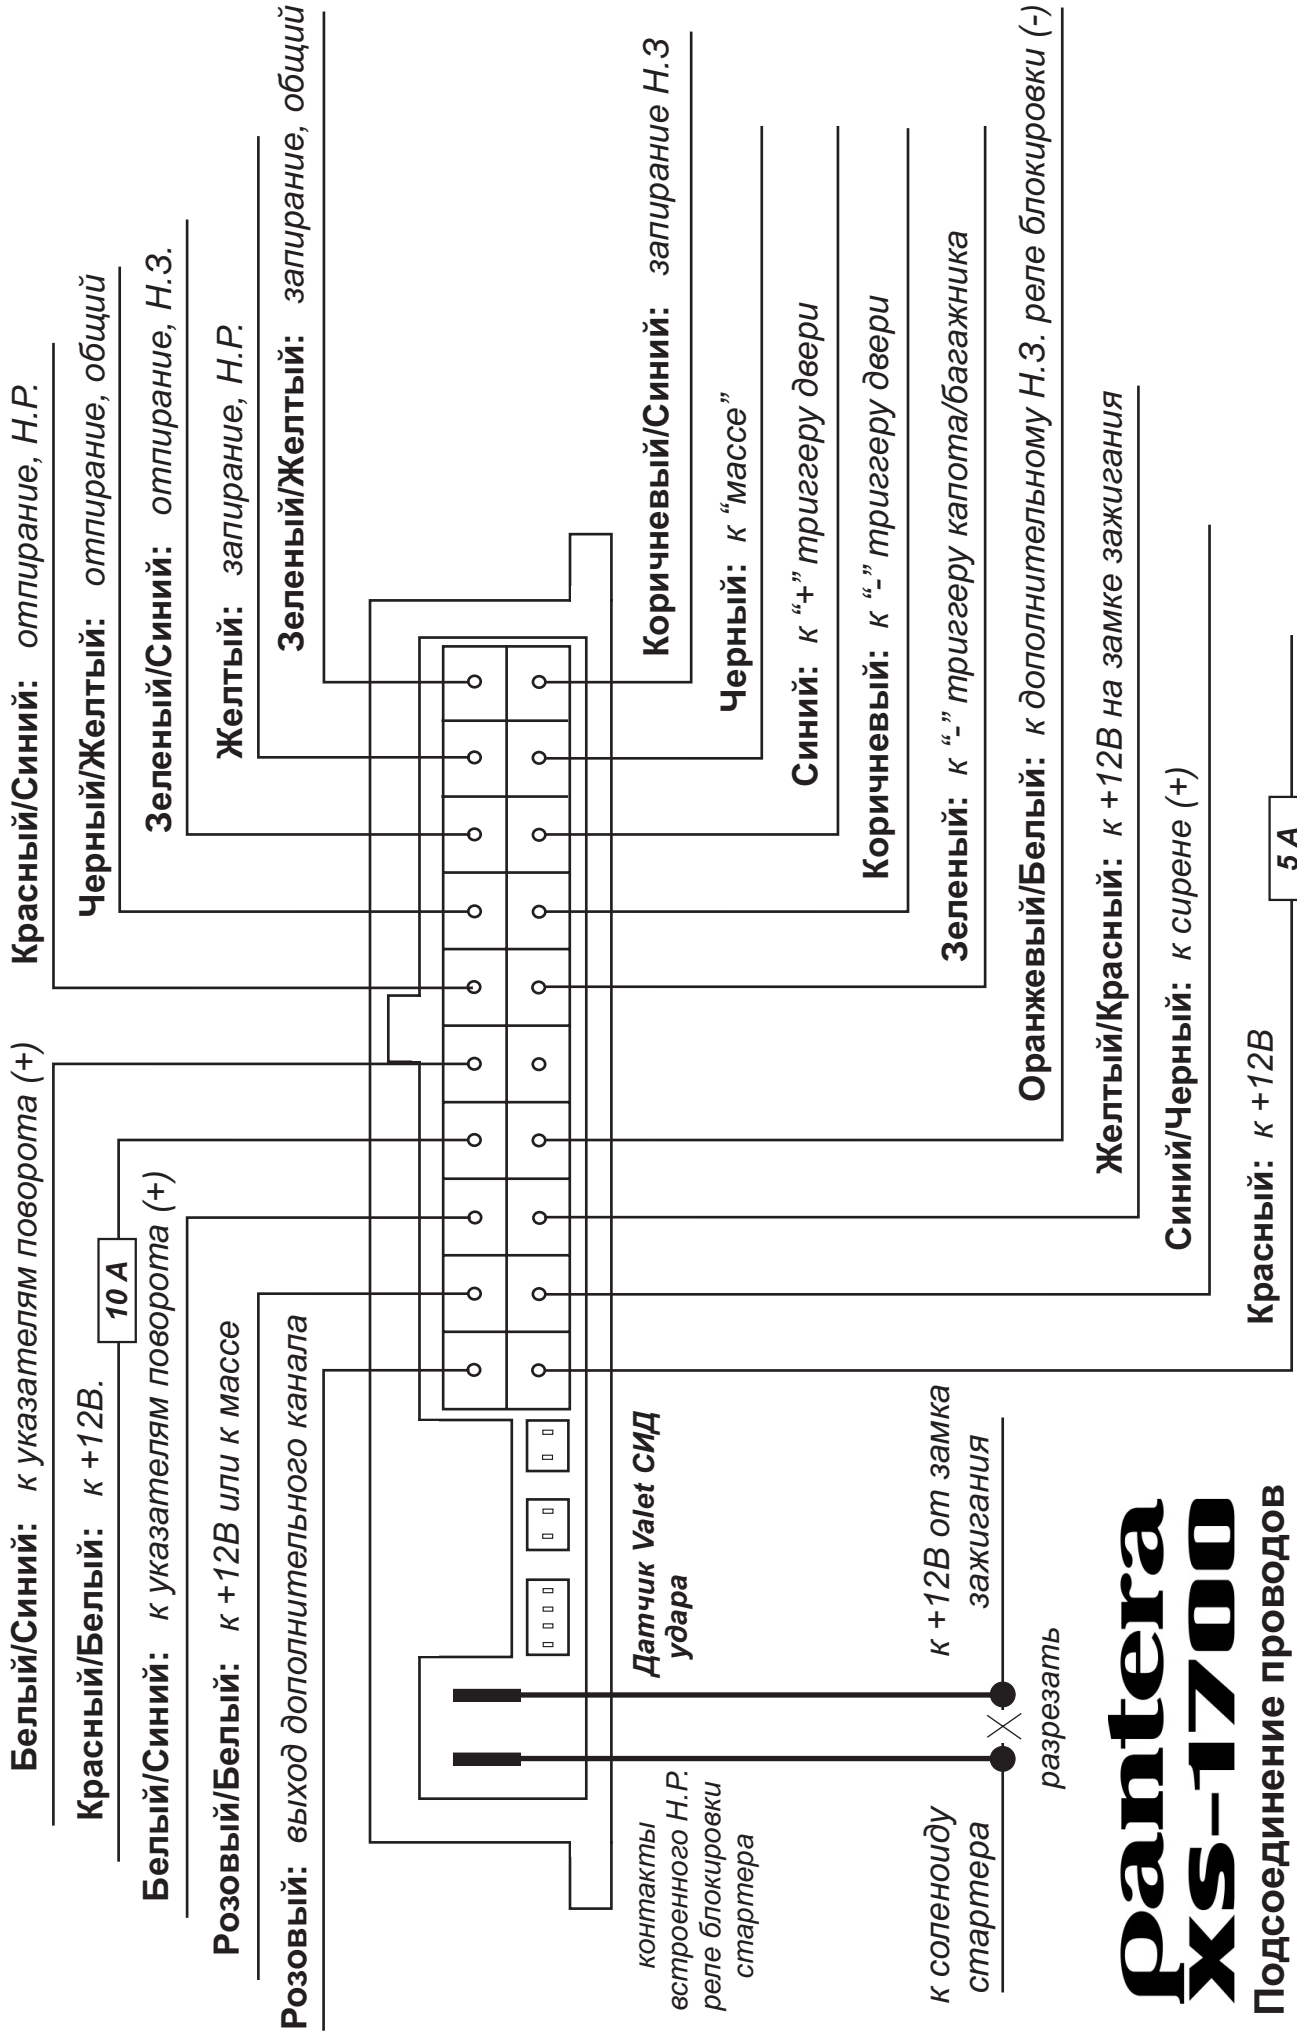 Белый/Синий: к указателям поворота (+)
Красный/Белый: к +12В.
10 А
Белый/Синий: к указателям поворота (+)
Розовый/Белый: к +12В или к массе
Розовый: выход дополнительного канала
Красный/Синий: отпирание, Н.Р.
Черный/Желтый: отпирание, общий
Зеленый/Синий: отпирание, Н.З.
Желтый: запирание, Н.Р.
Зеленый/Желтый: запирание, общий
Датчик Valet СИД
удара
контакты
встроенного Н.Р.
реле блокировки
стартера
к соленоиду
стартера
к +12В от замка
зажигания
разрезать
Коричневый/Синий: запирание Н.З
Черный: к “массе”
Синий: к “+” триггеру двери
Коричневый: к “-” триггеру двери
Зеленый: к “-” триггеру капота/багажника
Оранжевый/Белый: к дополнительному Н.З. реле блокировки (-)
Желтый/Красный: к +12В на замке зажигания
Синий/Черный: к сирене (+)
Красный: к +12В
5 А
pantera
xs-1700
Подсоединение проводов